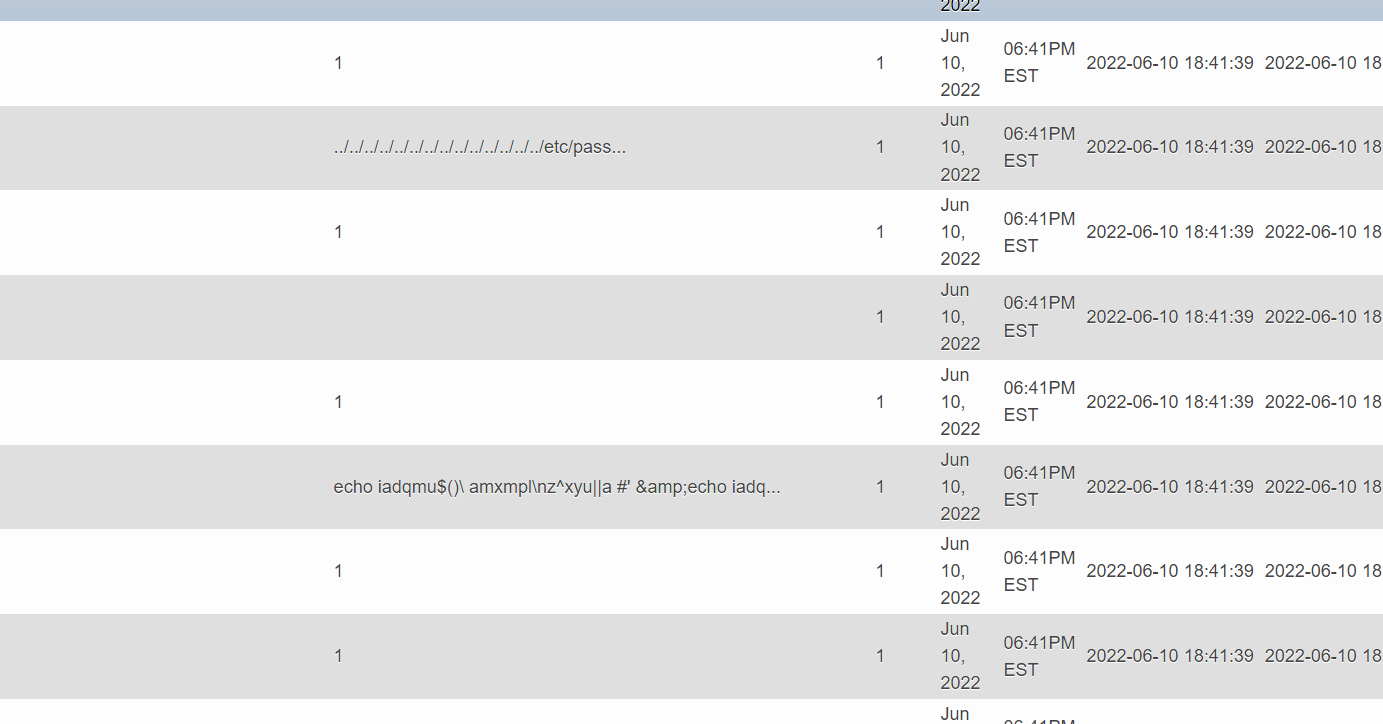 2022
1 1 Jun 10, 2022 06:41PM EST 2022-06-10 18:41:39 2022-06-10 18
../../../../../../../../../../../../../../etc/pass... 1 Jun 10, 2022 06:41PM EST 2022-06-10 18:41:39 2022-06-10 18
1 1 Jun 10, 2022 06:41PM EST 2022-06-10 18:41:39 2022-06-10 18
1 Jun 10, 2022 06:41PM EST 2022-06-10 18:41:39 2022-06-10 18
1 1 Jun 10, 2022 06:41PM EST 2022-06-10 18:41:39 2022-06-10 18
echo iadqmu$()\ amxmpl\nz^xyu||a #' &amp;echo iadq... 1 Jun 10, 2022 06:41PM EST 2022-06-10 18:41:39 2022-06-10 18
1 1 Jun 10, 2022 06:41PM EST 2022-06-10 18:41:39 2022-06-10 18
1 1 Jun 10, 2022 06:41PM EST 2022-06-10 18:41:39 2022-06-10 18
Jun